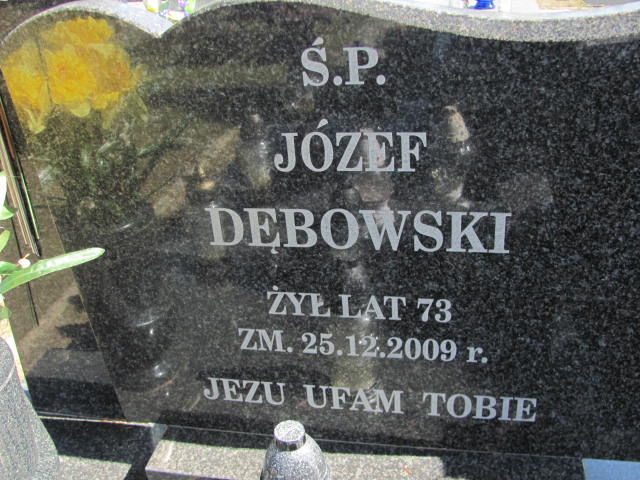 Ś.P.
JÓZEF
DĘBOWSKI
ŻYŁ LAT 73
ZM. 25.12.2009 r.
JEZU UFAM TOBIE